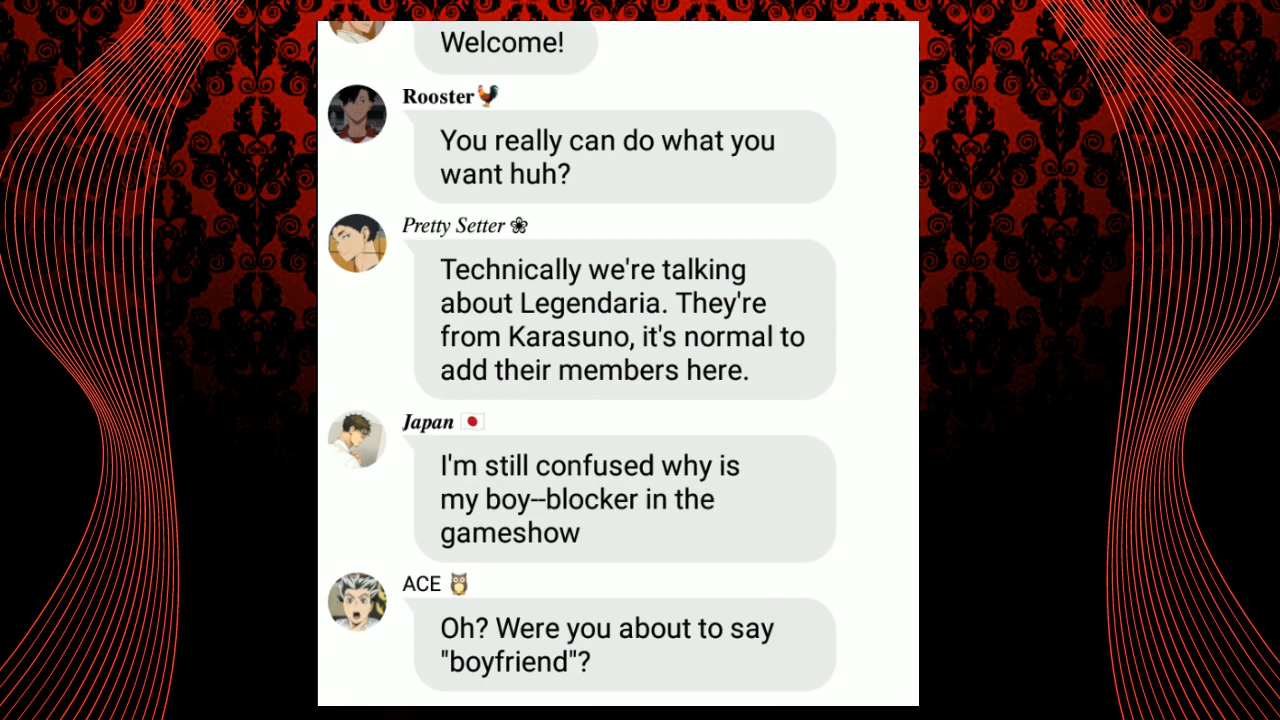 Welcome!
Rooster🐓
You really can do what you
want huh?
Pretty Setter ❀
Technically we're talking
about Legendaria. They're
from Karasuno, it's normal to
add their members here.
Japan 🇯🇵
I'm still confused why is
my boy--blocker in the
gameshow
ACE 🦉
Oh? Were you about to say
"boyfriend"?